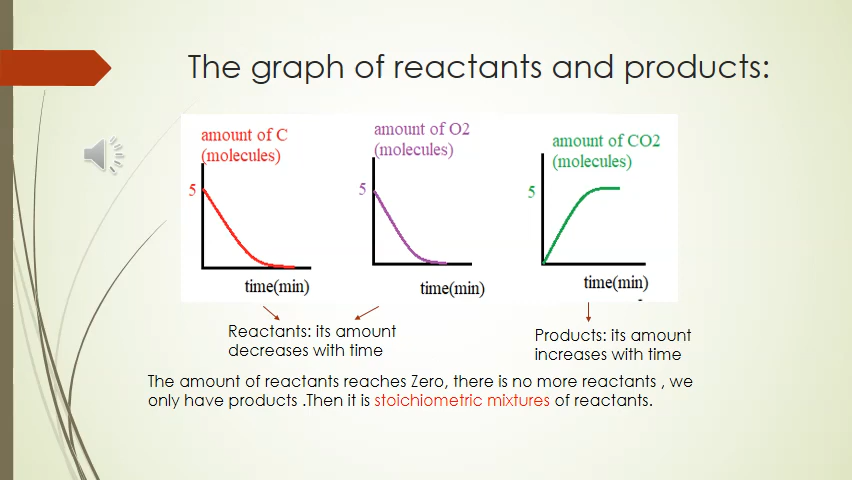 The graph of reactants and products:
amount of C
(molecules)
5
time(min)
amount of O2
(molecules)
5
time(min)
amount of CO2
(molecules)
5
time(min)
Reactants: its amount
decreases with time
Products: its amount
increases with time
The amount of reactants reaches Zero, there is no more reactants , we
only have products .Then it is stoichiometric mixtures of reactants.